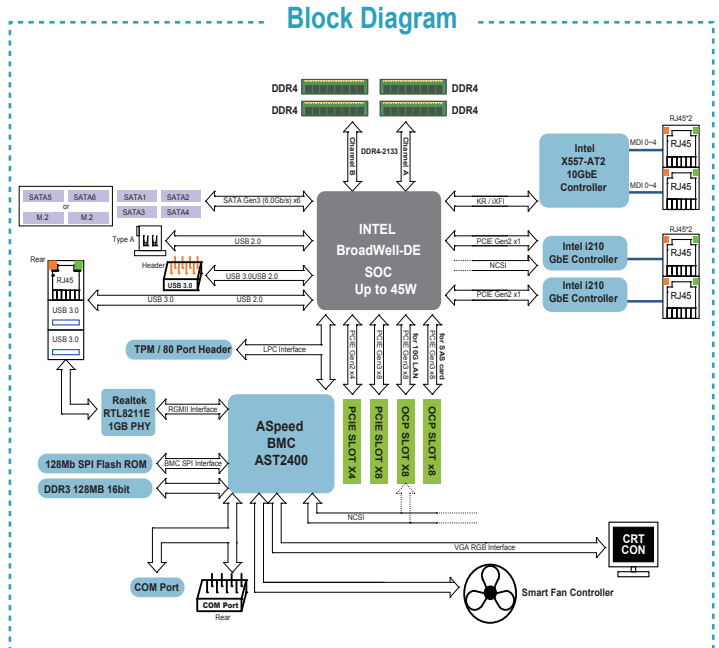 Block Diagram
DDR4
DDR4
DDR4
DDR4
Channel B
DDR4-2133
Channel A
RJ45*2
Intel
X557-AT2
10GbE
Controller
MDI 0~4
RJ45
MDI 0~4
RJ45
SATA5
SATA6
or
M.2
M.2
SATA1
SATA2
SATA3
SATA4
SATA Gen3 (6.0Gb/s) x6
KR / iXFI
INTEL
BroadWell-DE
SOC
Up to 45W
Type A
USB 2.0
PCIE Gen2 x1
NCSI
Intel i210
GbE Controller
RJ45*2
RJ45
Header
USB 3.0
USB 3.0USB 2.0
Rear
RJ45
USB 3.0
USB 3.0
USB 3.0
USB 2.0
PCIE Gen2 x1
Intel i210
GbE Controller
RJ45
TPM / 80 Port Header
LPC Interface
PCIE Gen2 x4
PCIE Gen3 x8
PCIE Gen3 x8
for 10G LAN
PCIE Gen3 x8
for SAS card
PCIE SLOT X4
PCIE SLOT X8
OCP SLOT X8
OCP SLOT x8
Realtek
RTL8211E
1GB PHY
RGMII Interface
ASpeed
BMC
AST2400
128Mb SPI Flash ROM
BMC SPI Interface
DDR3 128MB 16bit
NCSI
VGA RGB Interface
CRT
CON
COM Port
COM Port
Rear
Smart Fan Controller